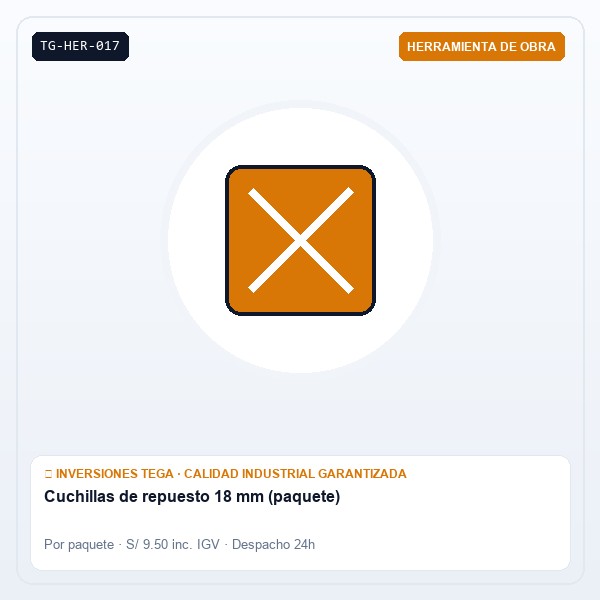 TG-HER-017
HERRAMIENTA DE OBRA
INVERSIONES TEGA · CALIDAD INDUSTRIAL GARANTIZADA
Cuchillas de repuesto 18 mm (paquete)
Por paquete · S/ 9.50 inc. IGV · Despacho 24h